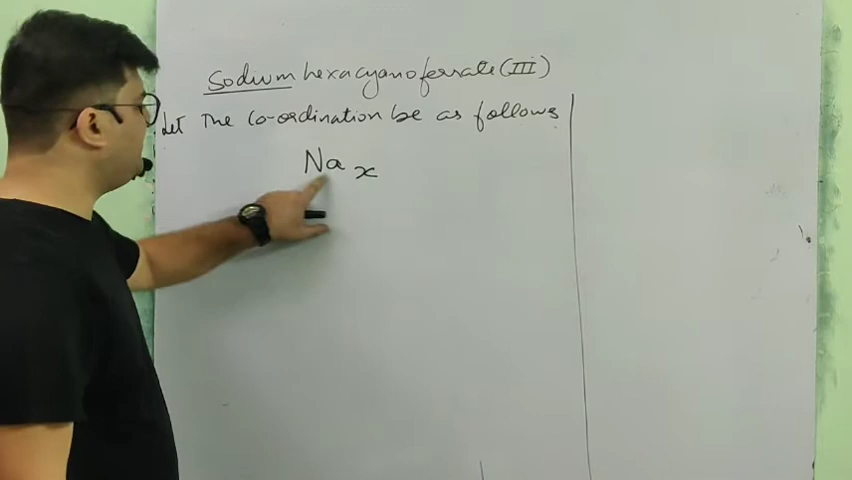 Sodium hexacyanoferrate (III)
Let The Co-ordination be as follows
Na x